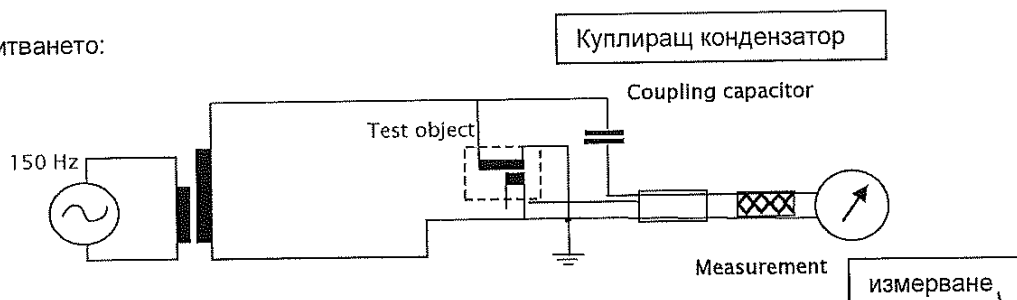 итването:
Куплиращ кондензатор
Coupling capacitor
Test object
150 Hz
Measurement
измерване